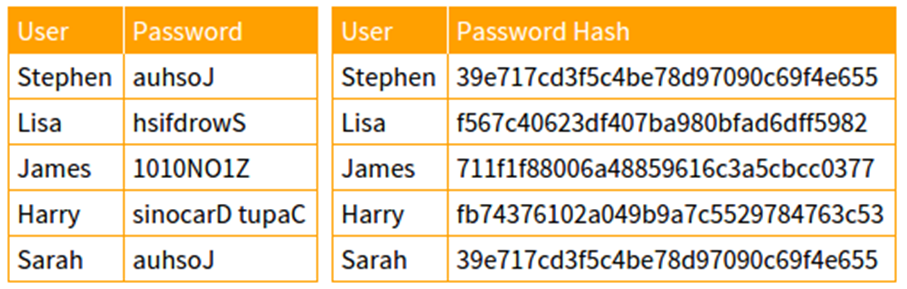 User Password User Password Hash
Stephen auhsoJ Stephen 39e717cd3f5c4be78d97090c69f4e655
Lisa hsifdrowS Lisa f567c40623df407ba980bfad6dff5982
James 1010NO1Z James 711f1f88006a48859616c3a5cbcc0377
Harry sinocarD tupaC Harry fb74376102a049b9a7c5529784763c53
Sarah auhsoJ Sarah 39e717cd3f5c4be78d97090c69f4e655